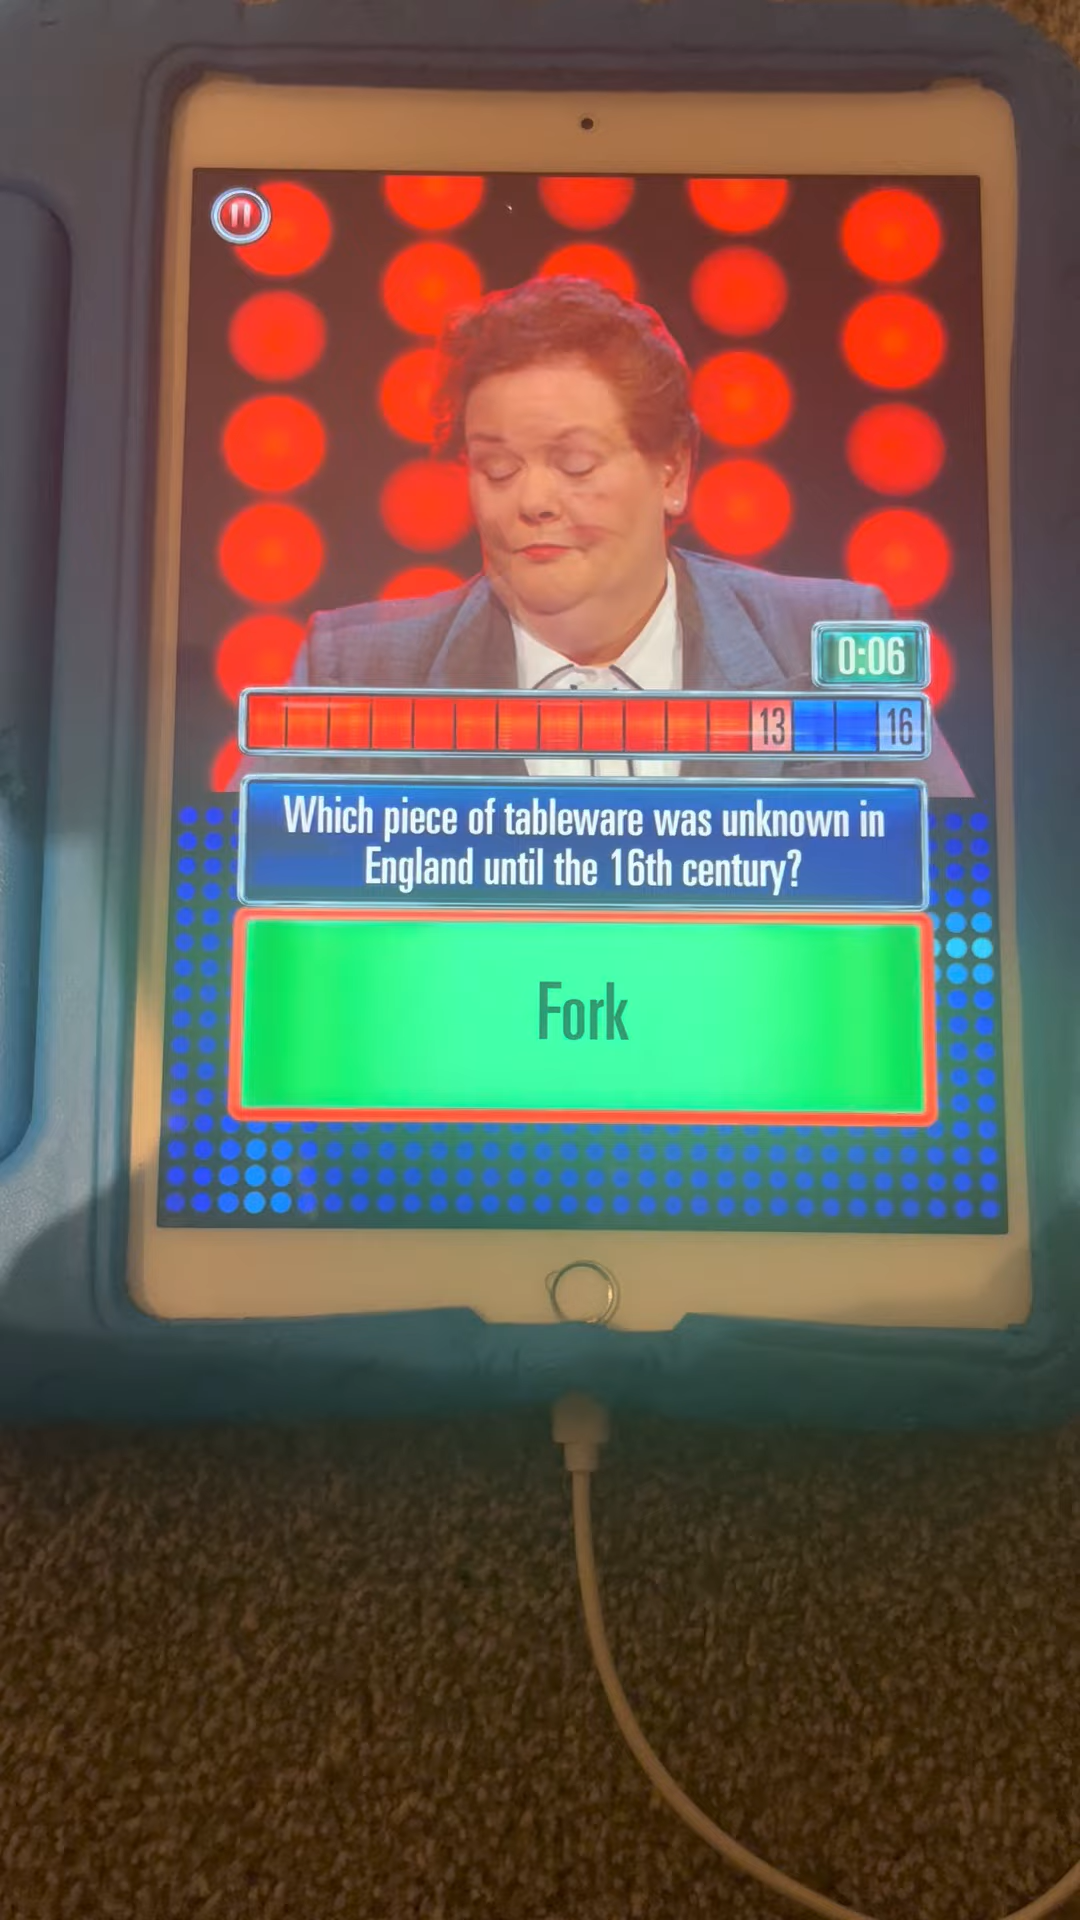 0:06
13 16
Which piece of tableware was unknown in
England until the 16th century?
Fork